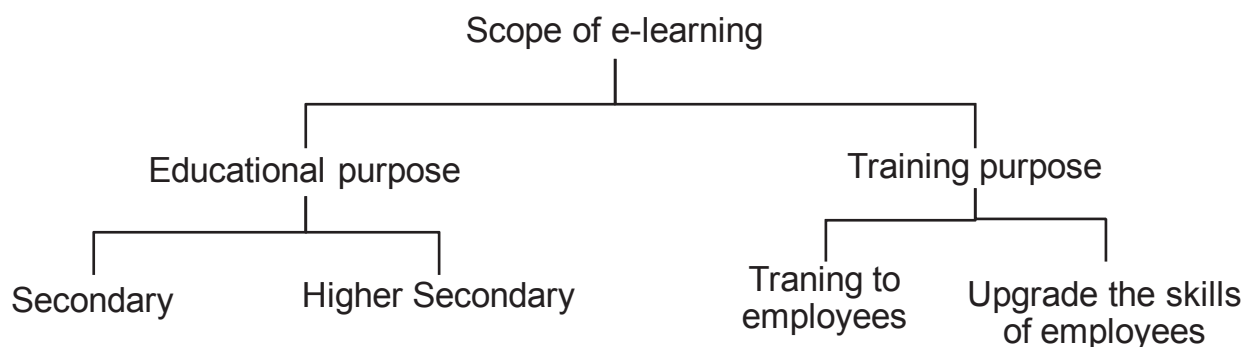 Scope of e-learning
Educational purpose
Training purpose
Secondary
Higher Secondary
Traning to
employees
Upgrade the skills
of employees